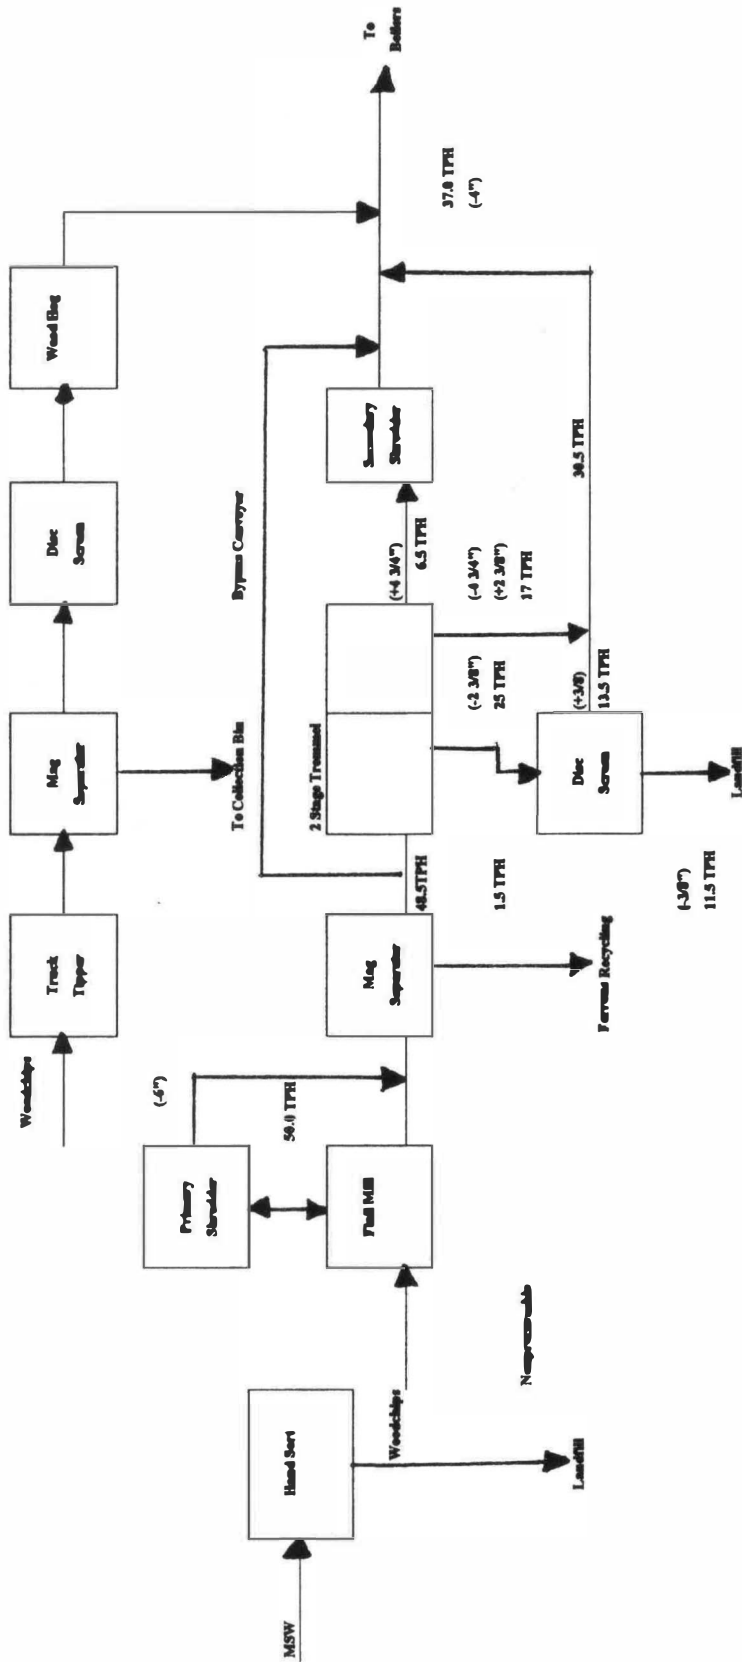 Woodchips
Truck
Tipper
Mag
Separator
To Collection Bin
Disc
Screen
Wood Hog
To
Boilers
MSW
Hand Sort
Landfill
Nonprocessable
Woodchips
Primary
Shredder
(-6")
50.0 TPH
Flail Mill
Mag
Separator
Ferrous Recycling
1.5 TPH
48.5TPH
Bypass Conveyor
2 Stage Trommel
(+4 3/4")
6.5 TPH
Secondary
Shredder
(-2 3/8")
25 TPH
(-4 3/4")
(+2 3/8")
17 TPH
Disc
Screen
(+3/8)
13.5 TPH
30.5 TPH
(-3/8")
11.5 TPH
Landfill
37.0 TPH
(-4")